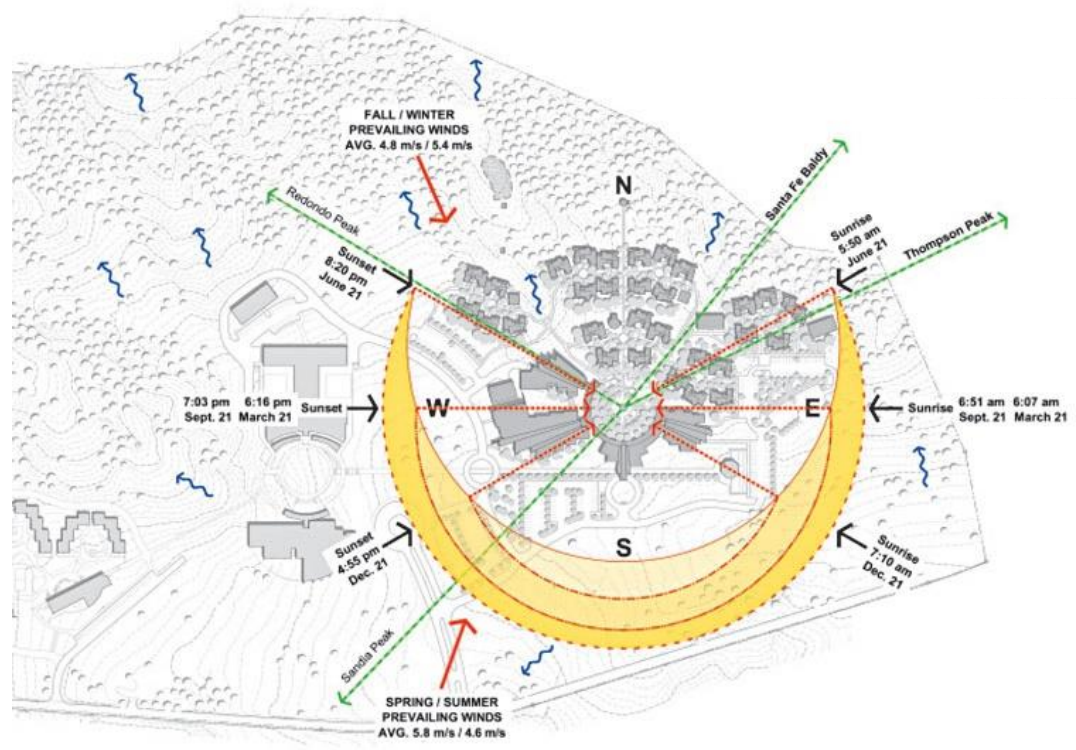 FALL / WINTER
PREVAILING WINDS
AVG. 4.8 m/s / 5.4 m/s
N
Santa Fe Baldy
Redondo Peak
Sunset
8:20 pm
June 21
Sunrise
5:50 am
June 21
Thompson Peak
7:03 pm 6:16 pm
Sept. 21 March 21
Sunset
W
E
Sunrise
6:51 am 6:07 am
Sept. 21 March 21
Sunset
4:55 pm
Dec. 21
S
Sunrise
7:10 am
Dec. 21
Sandia Peak
SPRING / SUMMER
PREVAILING WINDS
AVG. 5.8 m/s / 4.6 m/s